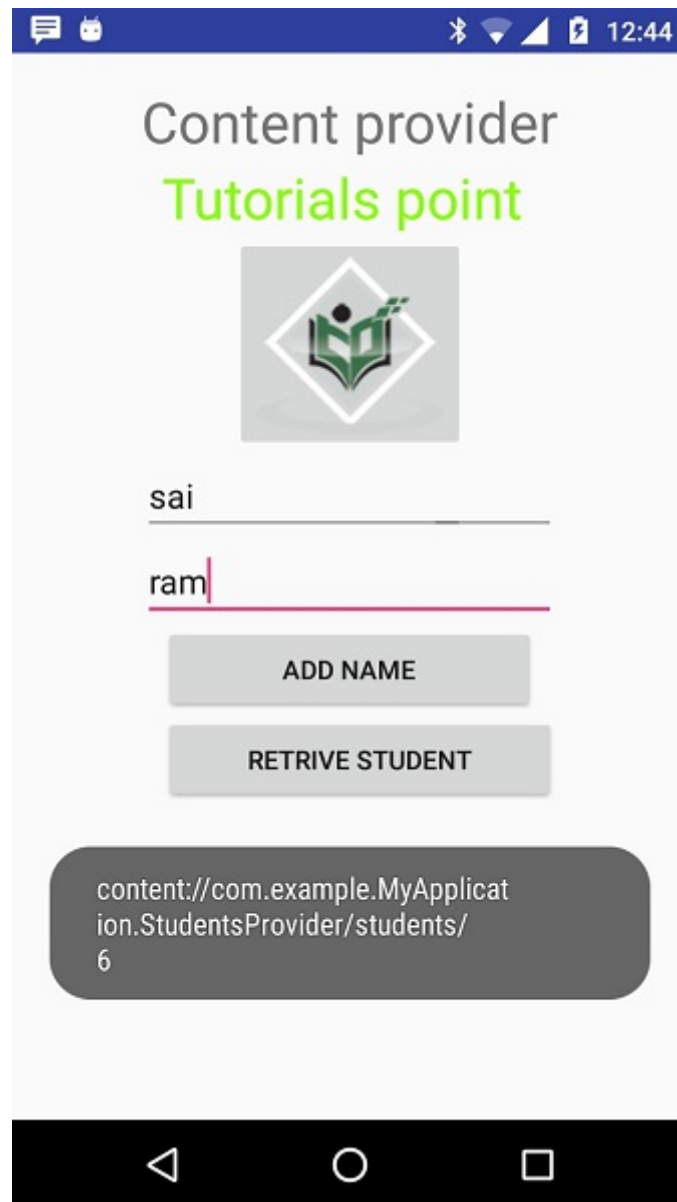 12:44
Content provider
Tutorials point
sai
ram
ADD NAME
RETRIVE STUDENT
content://com.example.MyApplicat
ion.StudentsProvider/students/
6